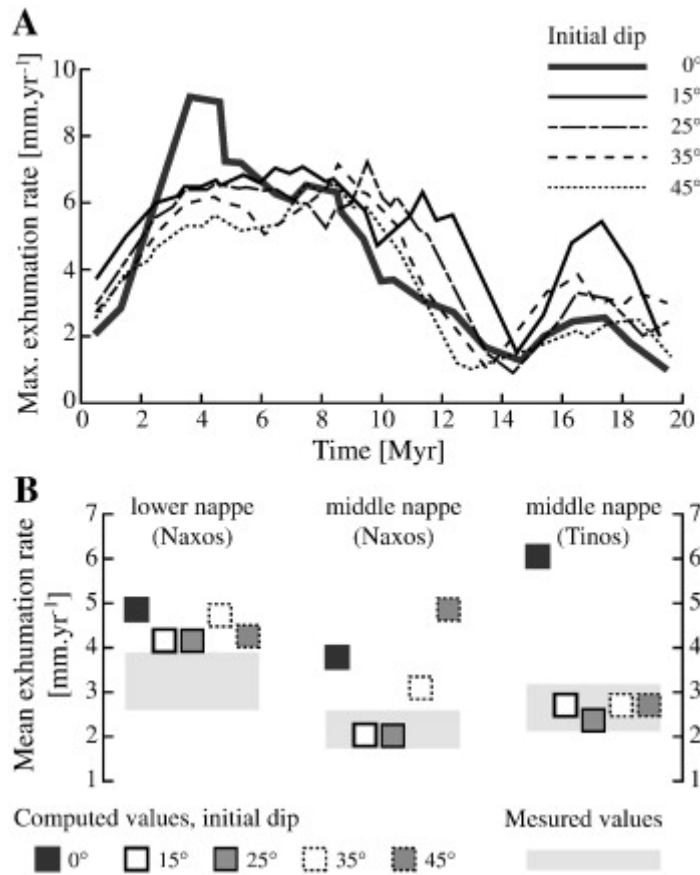 A
Initial dip
0°
15°
25°
35°
45°
Max. exhumation rate [mm.yr⁻¹]
10
8
6
4
2
0
0 2 4 6 8 10 12 14 16 18 20
Time [Myr]
B
Mean exhumation rate
[mm.yr⁻¹]
7
6
5
4
3
2
1
lower nappe
(Naxos)
middle nappe
(Naxos)
middle nappe
(Tinos)
7
6
5
4
3
2
1
Computed values, initial dip
0° 15° 25° 35° 45°
Mesured values